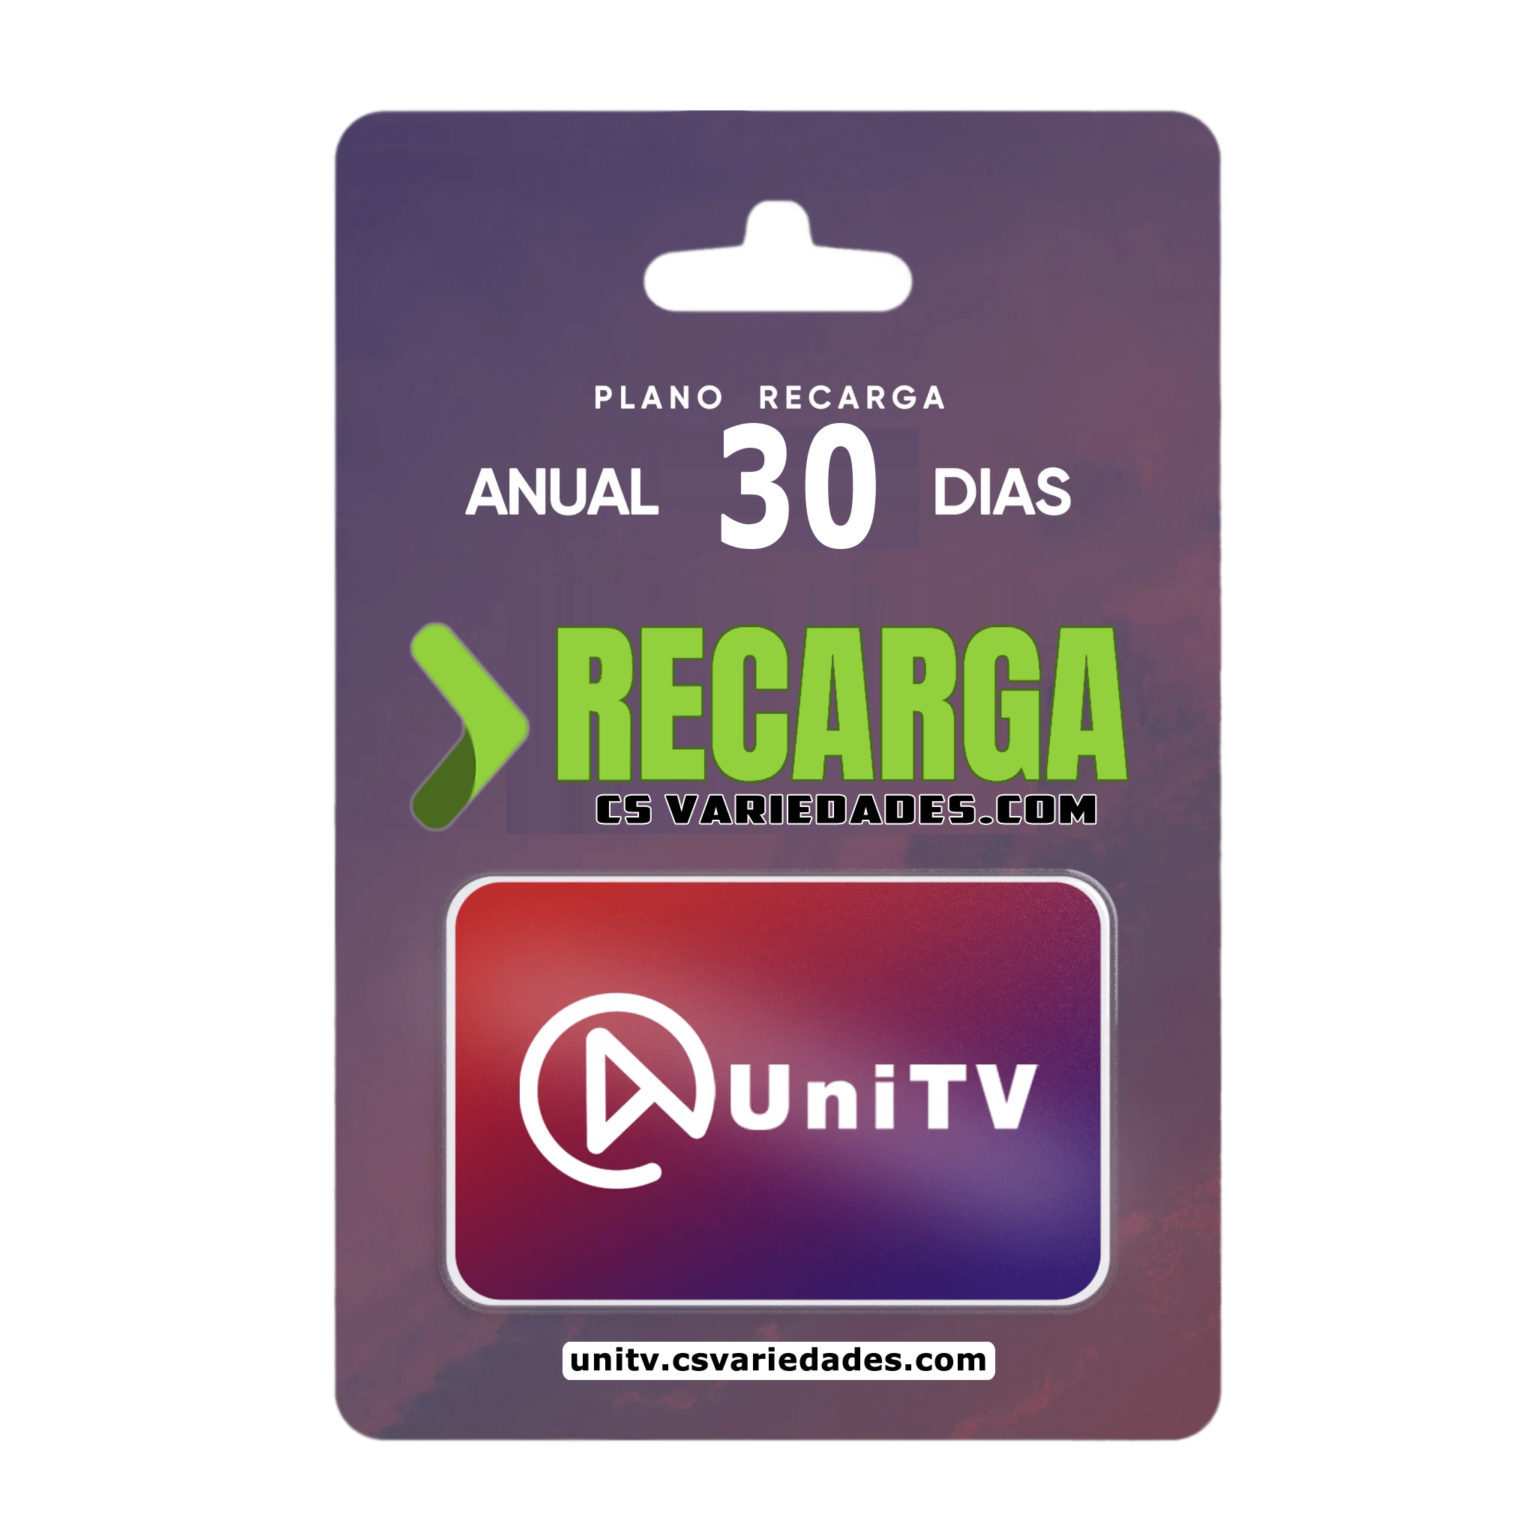 PLANO RECARGA
ANUAL 30 DIAS
RECARGA
CS VARIEDADES.COM
UniTV
unitv.csvariedades.com